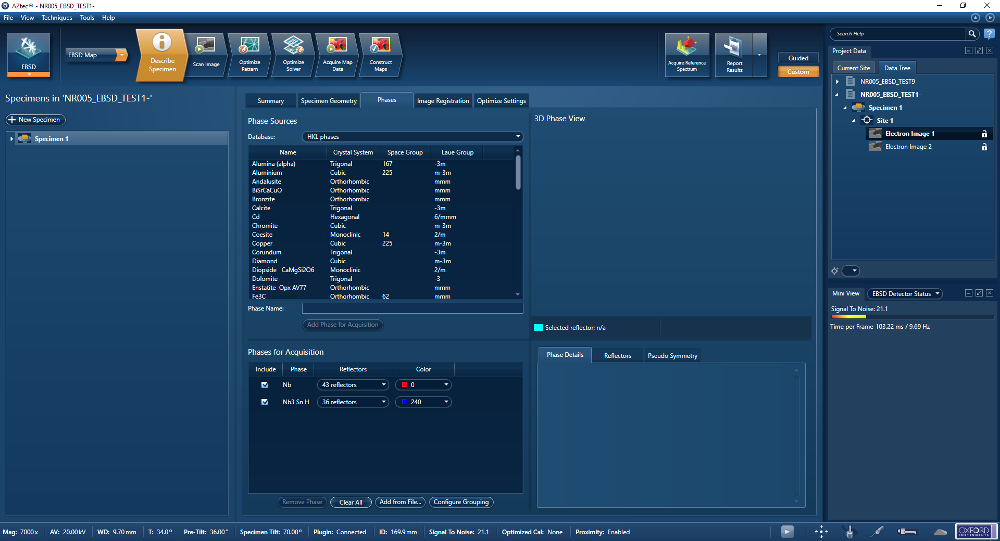 AZtec® - NR005_EBSD_TEST1-
File View Techniques Tools Help
EBSD
EBSD Map
Describe
Specimen
Scan Image
Optimize
Pattern
Optimize
Solver
Acquire Map
Data
Construct
Maps
Acquire Reference
Spectrum
Report
Results
Guided
Custom
Search Help
Specimens in 'NR005_EBSD_TEST1-'
New Specimen
Specimen 1
Summary Specimen Geometry Phases Image Registration Optimize Settings
Phase Sources
Database: HKL phases
Name Crystal System Space Group Laue Group
Alumina (alpha) Trigonal 167 -3m
Aluminium Cubic 225 m-3m
Andalusite Orthorhombic mmm
BiSrCaCuO Orthorhombic mmm
Bronzite Orthorhombic mmm
Calcite Trigonal -3m
Cd Hexagonal 6/mmm
Chromite Cubic m-3m
Coesite Monoclinic 14 2/m
Copper Cubic 225 m-3m
Corundum Trigonal -3m
Diamond Cubic m-3m
Diopside CaMgSi2O6 Monoclinic 2/m
Dolomite Trigonal -3
Enstatite Opx AV77 Orthorhombic mmm
Fe3C Orthorhombic 62 mmm
Phase Name:
Add Phase for Acquisition
3D Phase View
Selected reflector: n/a
Phases for Acquisition
Include Phase Reflectors Color
Nb 43 reflectors 0
Nb3 Sn H 36 reflectors 240
Remove Phase Clear All Add from File... Configure Grouping
Phase Details Reflectors Pseudo Symmetry
Project Data
Current Site Data Tree
NR005_EBSD_TEST9
NR005_EBSD_TEST1-
Specimen 1
Site 1
Electron Image 1
Electron Image 2
Mini View EBSD Detector Status
Signal To Noise: 21.1
Time per Frame 103.22 ms / 9.69 Hz
Mag: 7000 x AV: 20.00 kV WD: 9.70 mm T: 34.0° Pre-Tilt: 36.00° Specimen Tilt: 70.00° Plugin: Connected ID: 169.9 mm Signal To Noise: 21.1 Optimized Cal: None Proximity: Enabled
OXFORD
INSTRUMENTS